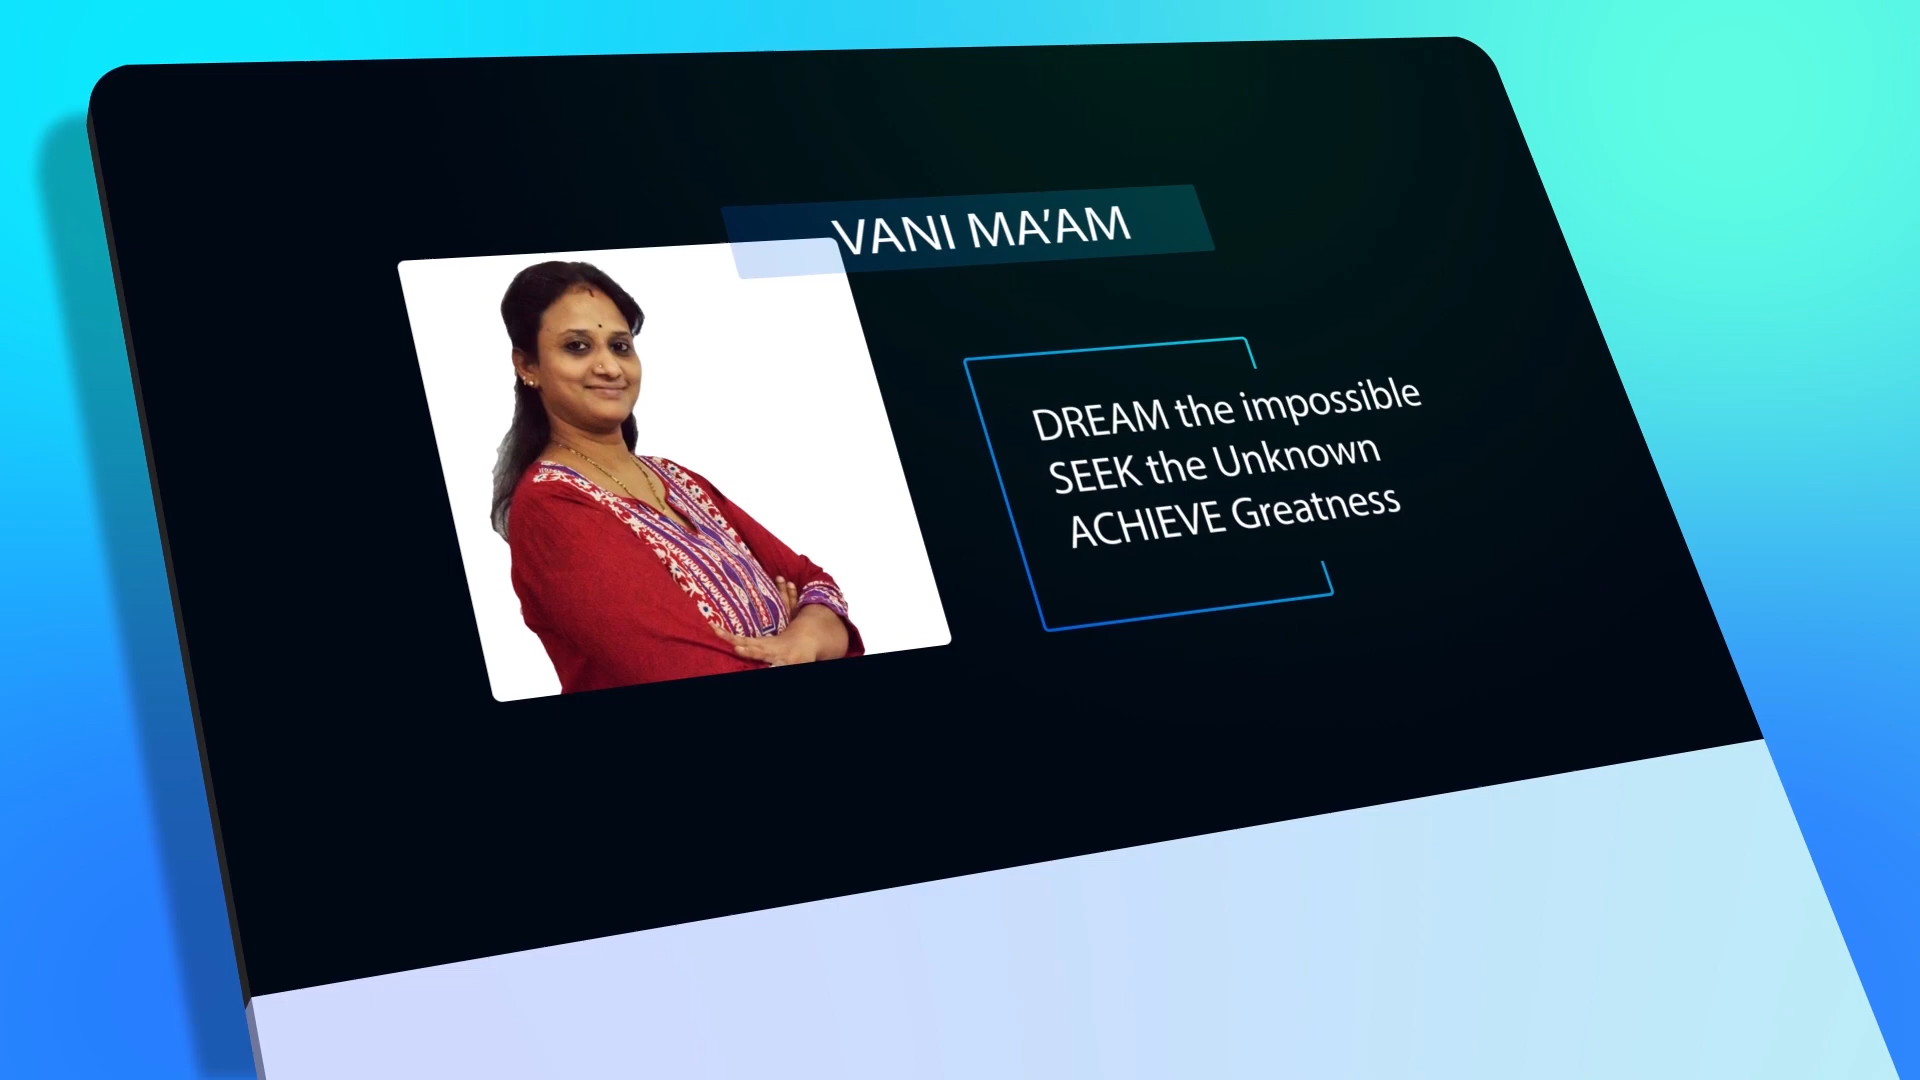 VANI MA’AM
DREAM the impossible
SEEK the Unknown
ACHIEVE Greatness